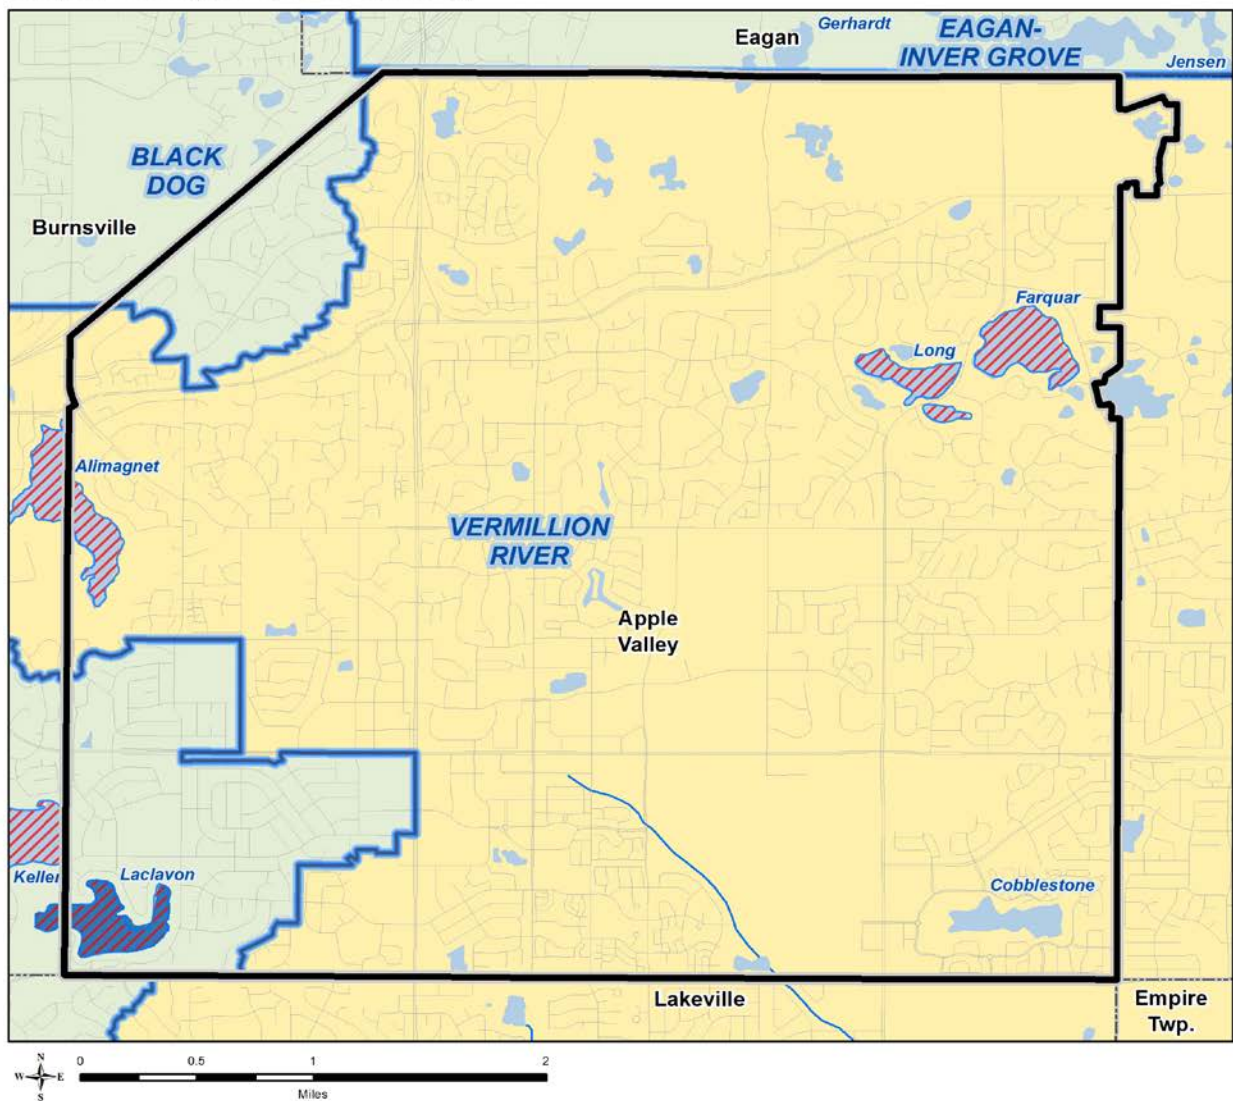 Gerhardt
Eagan
EAGAN-
INVER GROVE
Jensen
BLACK
DOG
Burnsville
Farquar
Long
Alimagnet
VERMILLION
RIVER
Apple
Valley
Keller
Laclavon
Cobblestone
Lakeville
Empire
Twp.
N
W E
S
0 0.5 1 2
Miles